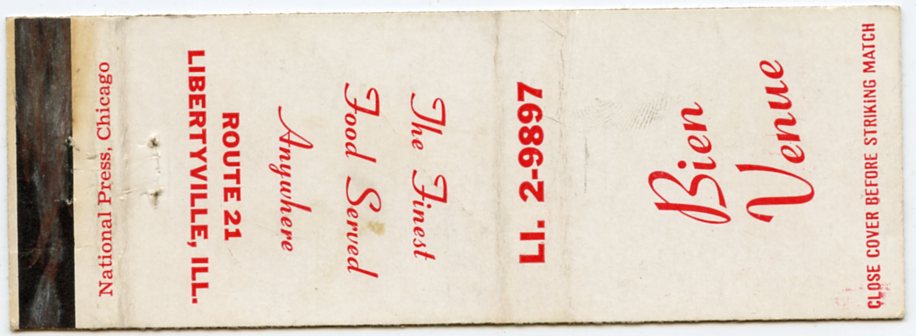 Bien
Venue
CLOSE COVER BEFORE STRIKING MATCH
LI. 2-9897
The Finest
Food Served
Anywhere
ROUTE 21
LIBERTYVILLE, ILL.
National Press, Chicago